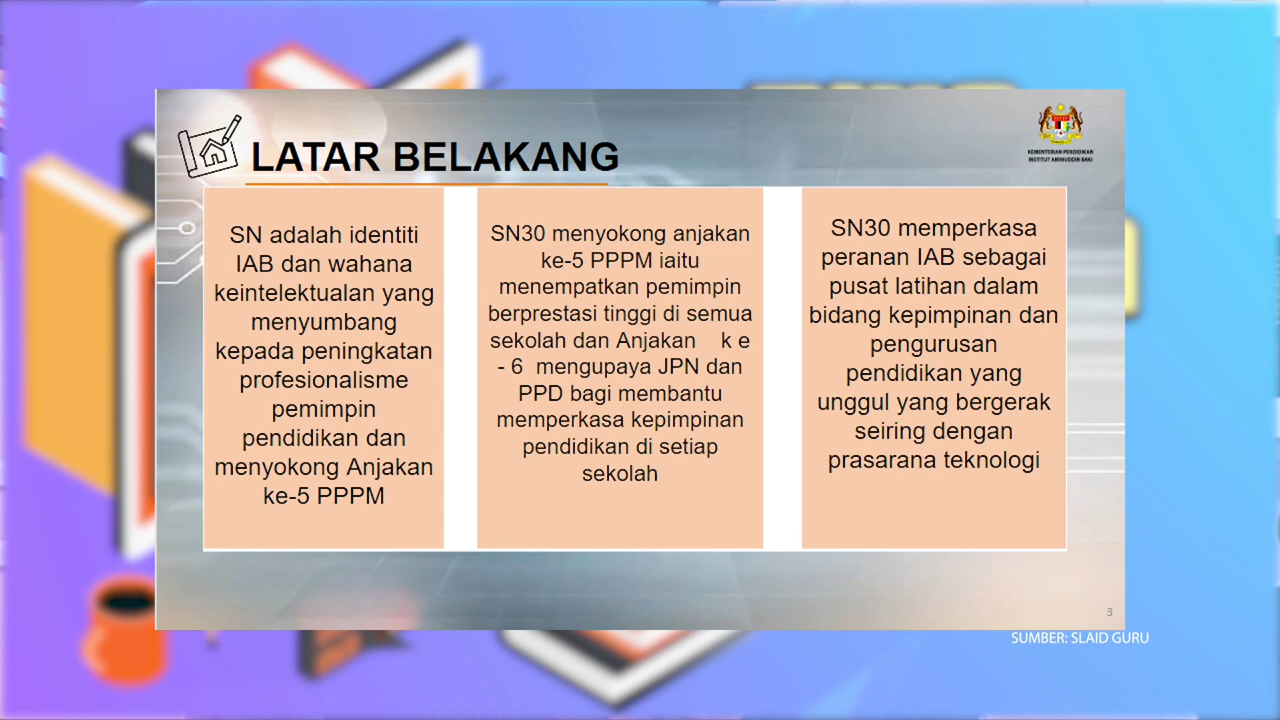 LATAR BELAKANG
KEMENTERIAN PENDIDIKAN
INSTITUT AMINUDDIN BAKI
SN adalah identiti
IAB dan wahana
keintelektualan yang
menyumbang
kepada peningkatan
profesionalisme
pemimpin
pendidikan dan
menyokong Anjakan
ke-5 PPPM
SN30 menyokong anjakan
ke-5 PPPM iaitu
menempatkan pemimpin
berprestasi tinggi di semua
sekolah dan Anjakan k e
- 6 mengupaya JPN dan
PPD bagi membantu
memperkasa kepimpinan
pendidikan di setiap
sekolah
SN30 memperkasa
peranan IAB sebagai
pusat latihan dalam
bidang kepimpinan dan
pengurusan
pendidikan yang
unggul yang bergerak
seiring dengan
prasarana teknologi
3
SUMBER: SLAID GURU